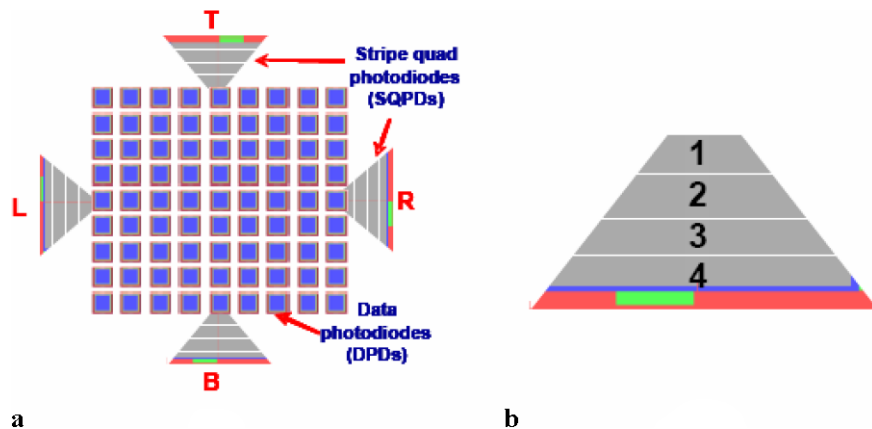 T
Stripe quad
photodiodes
(SQPDs)
L
R
Data
photodiodes
(DPDs)
B
a
1
2
3
4
b